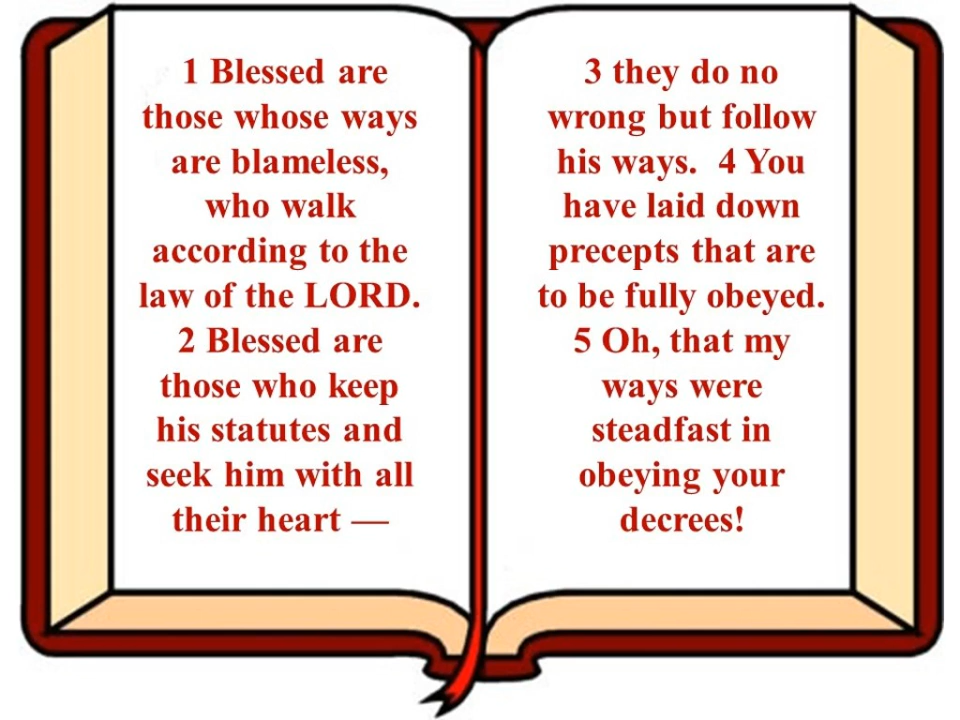 1 Blessed are
those whose ways
are blameless,
who walk
according to the
law of the LORD.
2 Blessed are
those who keep
his statutes and
seek him with all
their heart —
3 they do no
wrong but follow
his ways.  4 You
have laid down
precepts that are
to be fully obeyed.
5 Oh, that my
ways were
steadfast in
obeying your
decrees!